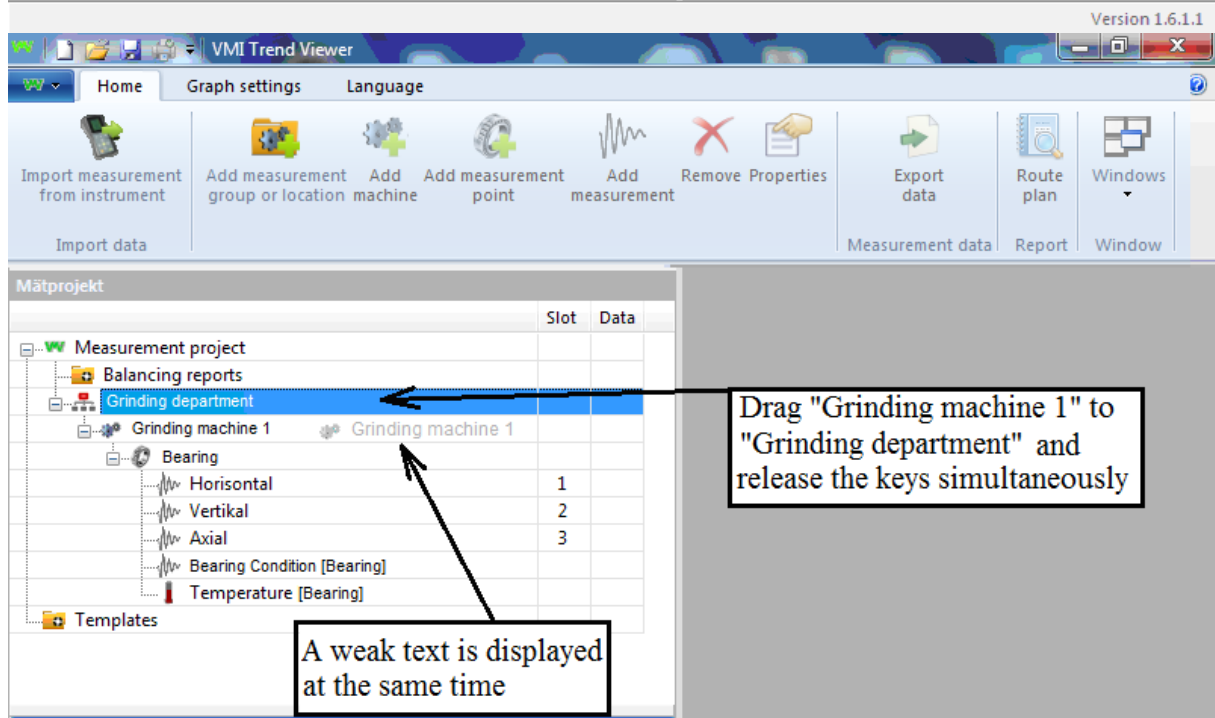 Version 1.6.1.1
VMI Trend Viewer
Home Graph settings Language
Import measurement from instrument
Add measurement group or location
Add machine
Add measurement point
Add measurement
Remove
Properties
Export data
Route plan
Windows
Import data
Measurement data
Report
Window
Mätprojekt
Slot Data
Measurement project
Balancing reports
Grinding department
Grinding machine 1 Grinding machine 1
Bearing
Horisontal 1
Vertikal 2
Axial 3
Bearing Condition [Bearing]
Temperature [Bearing]
Templates
Drag "Grinding machine 1" to
"Grinding department" and
release the keys simultaneously
A weak text is displayed
at the same time